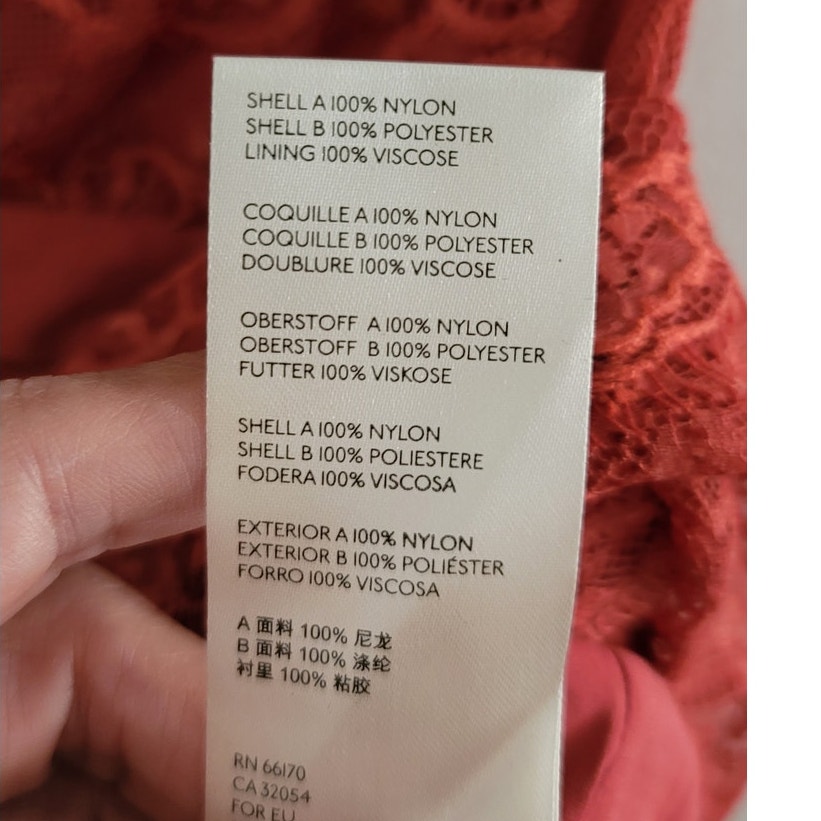 SHELL A 100% NYLON
SHELL B 100% POLYESTER
LINING 100% VISCOSE
COQUILLE A 100% NYLON
COQUILLE B 100% POLYESTER
DOUBLURE 100% VISCOSE
OBERSTOFF A 100% NYLON
OBERSTOFF B 100% POLYESTER
FUTTER 100% VISKOSE
SHELL A 100% NYLON
SHELL B 100% POLIESTERE
FODERA 100% VISCOSA
EXTERIOR A 100% NYLON
EXTERIOR B 100% POLIÉSTER
FORRO 100% VISCOSA
A 面料 100% 尼龙
B 面料 100% 涤纶
衬里 100% 粘胶
RN 66170
CA 32054
FOR EU